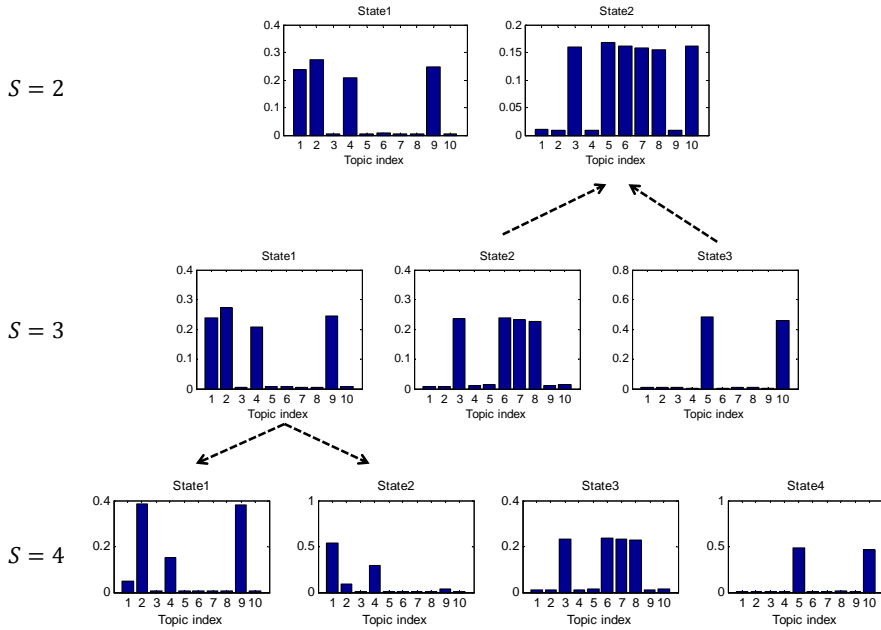 State1
State2
0.4
0.3
0.2
0.1
0
0.2
0.15
0.1
0.05
0
S = 2
1 2 3 4 5 6 7 8 9 10
1 2 3 4 5 6 7 8 9 10
Topic index
Topic index
State1
State2
State3
0.4
0.3
0.2
0.1
0
0.4
0.3
0.2
0.1
0
0.8
0.6
0.4
0.2
0
S = 3
1 2 3 4 5 6 7 8 9 10
1 2 3 4 5 6 7 8 9 10
1 2 3 4 5 6 7 8 9 10
Topic index
Topic index
Topic index
State1
State2
State3
State4
0.4
0.2
0
1
0.5
0
0.4
0.2
0
1
0.5
0
S = 4
1 2 3 4 5 6 7 8 9 10
1 2 3 4 5 6 7 8 9 10
1 2 3 4 5 6 7 8 9 10
1 2 3 4 5 6 7 8 9 10
Topic index
Topic index
Topic index
Topic index